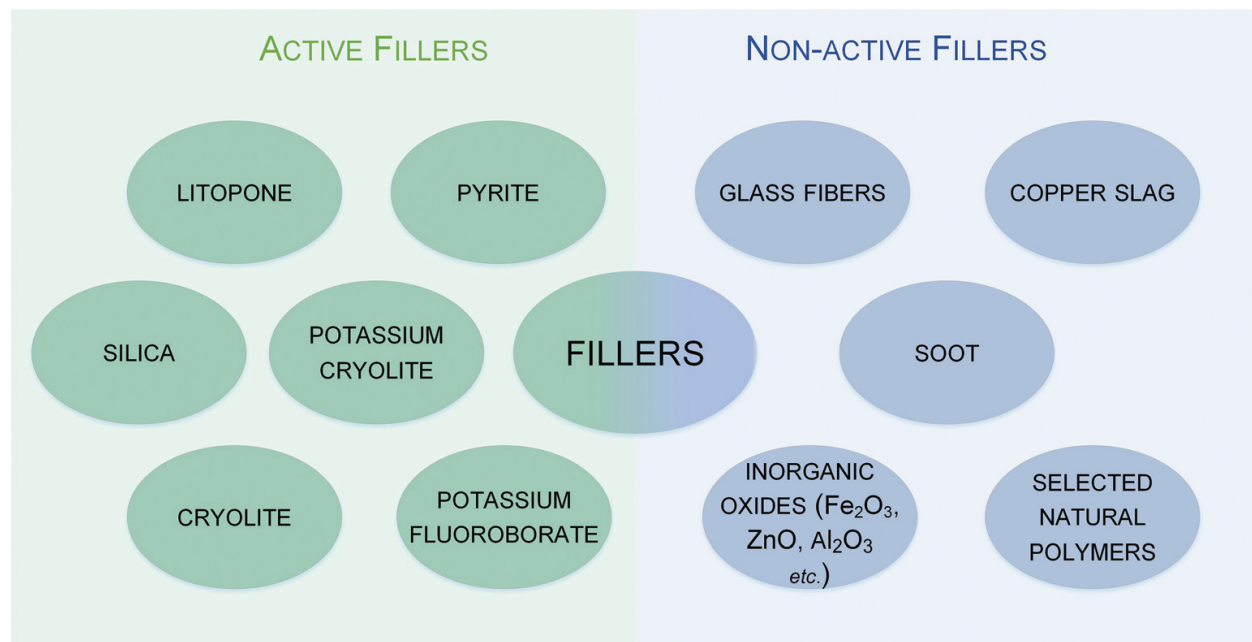 ACTIVE FILLERS
NON-ACTIVE FILLERS
LITOPONE
PYRITE
GLASS FIBERS
COPPER SLAG
SILICA
POTASSIUM
CRYOLITE
FILLERS
SOOT
CRYOLITE
POTASSIUM
FLUOROBORATE
INORGANIC
OXIDES (Fe₂O₃,
ZnO, Al₂O₃
etc.)
SELECTED
NATURAL
POLYMERS